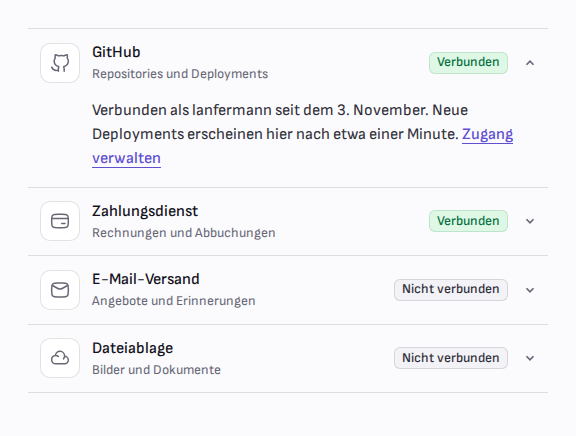 GitHub
Repositories und Deployments
Verbunden
Verbunden als lanfermann seit dem 3. November. Neue
Deployments erscheinen hier nach etwa einer Minute. Zugang
verwalten
Zahlungsdienst
Rechnungen und Abbuchungen
Verbunden
E-Mail-Versand
Angebote und Erinnerungen
Nicht verbunden
Dateiablage
Bilder und Dokumente
Nicht verbunden